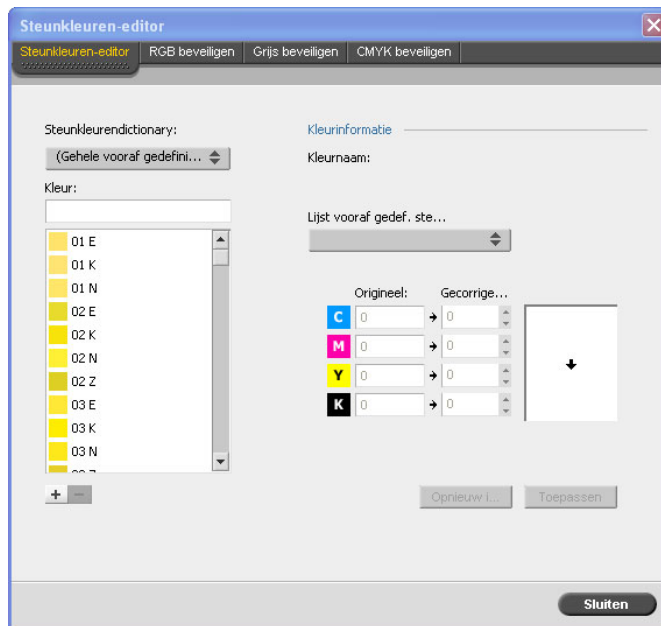 Steunkleuren-editor
Steunkleuren-editor RGB beveiligen Grijs beveiligen CMYK beveiligen
Steunkleurendictionary:
(Gehele vooraf gedefini...
Kleur:
01 E
01 K
01 N
02 E
02 K
02 N
02 Z
03 E
03 K
03 N
Kleurinformatie
Kleurnaam:
Lijst vooraf gedef. ste...
Origineel: Gecorrige...
C 0 0
M 0 0
Y 0 0
K 0 0
Opnieuw i... Toepassen
Sluiten